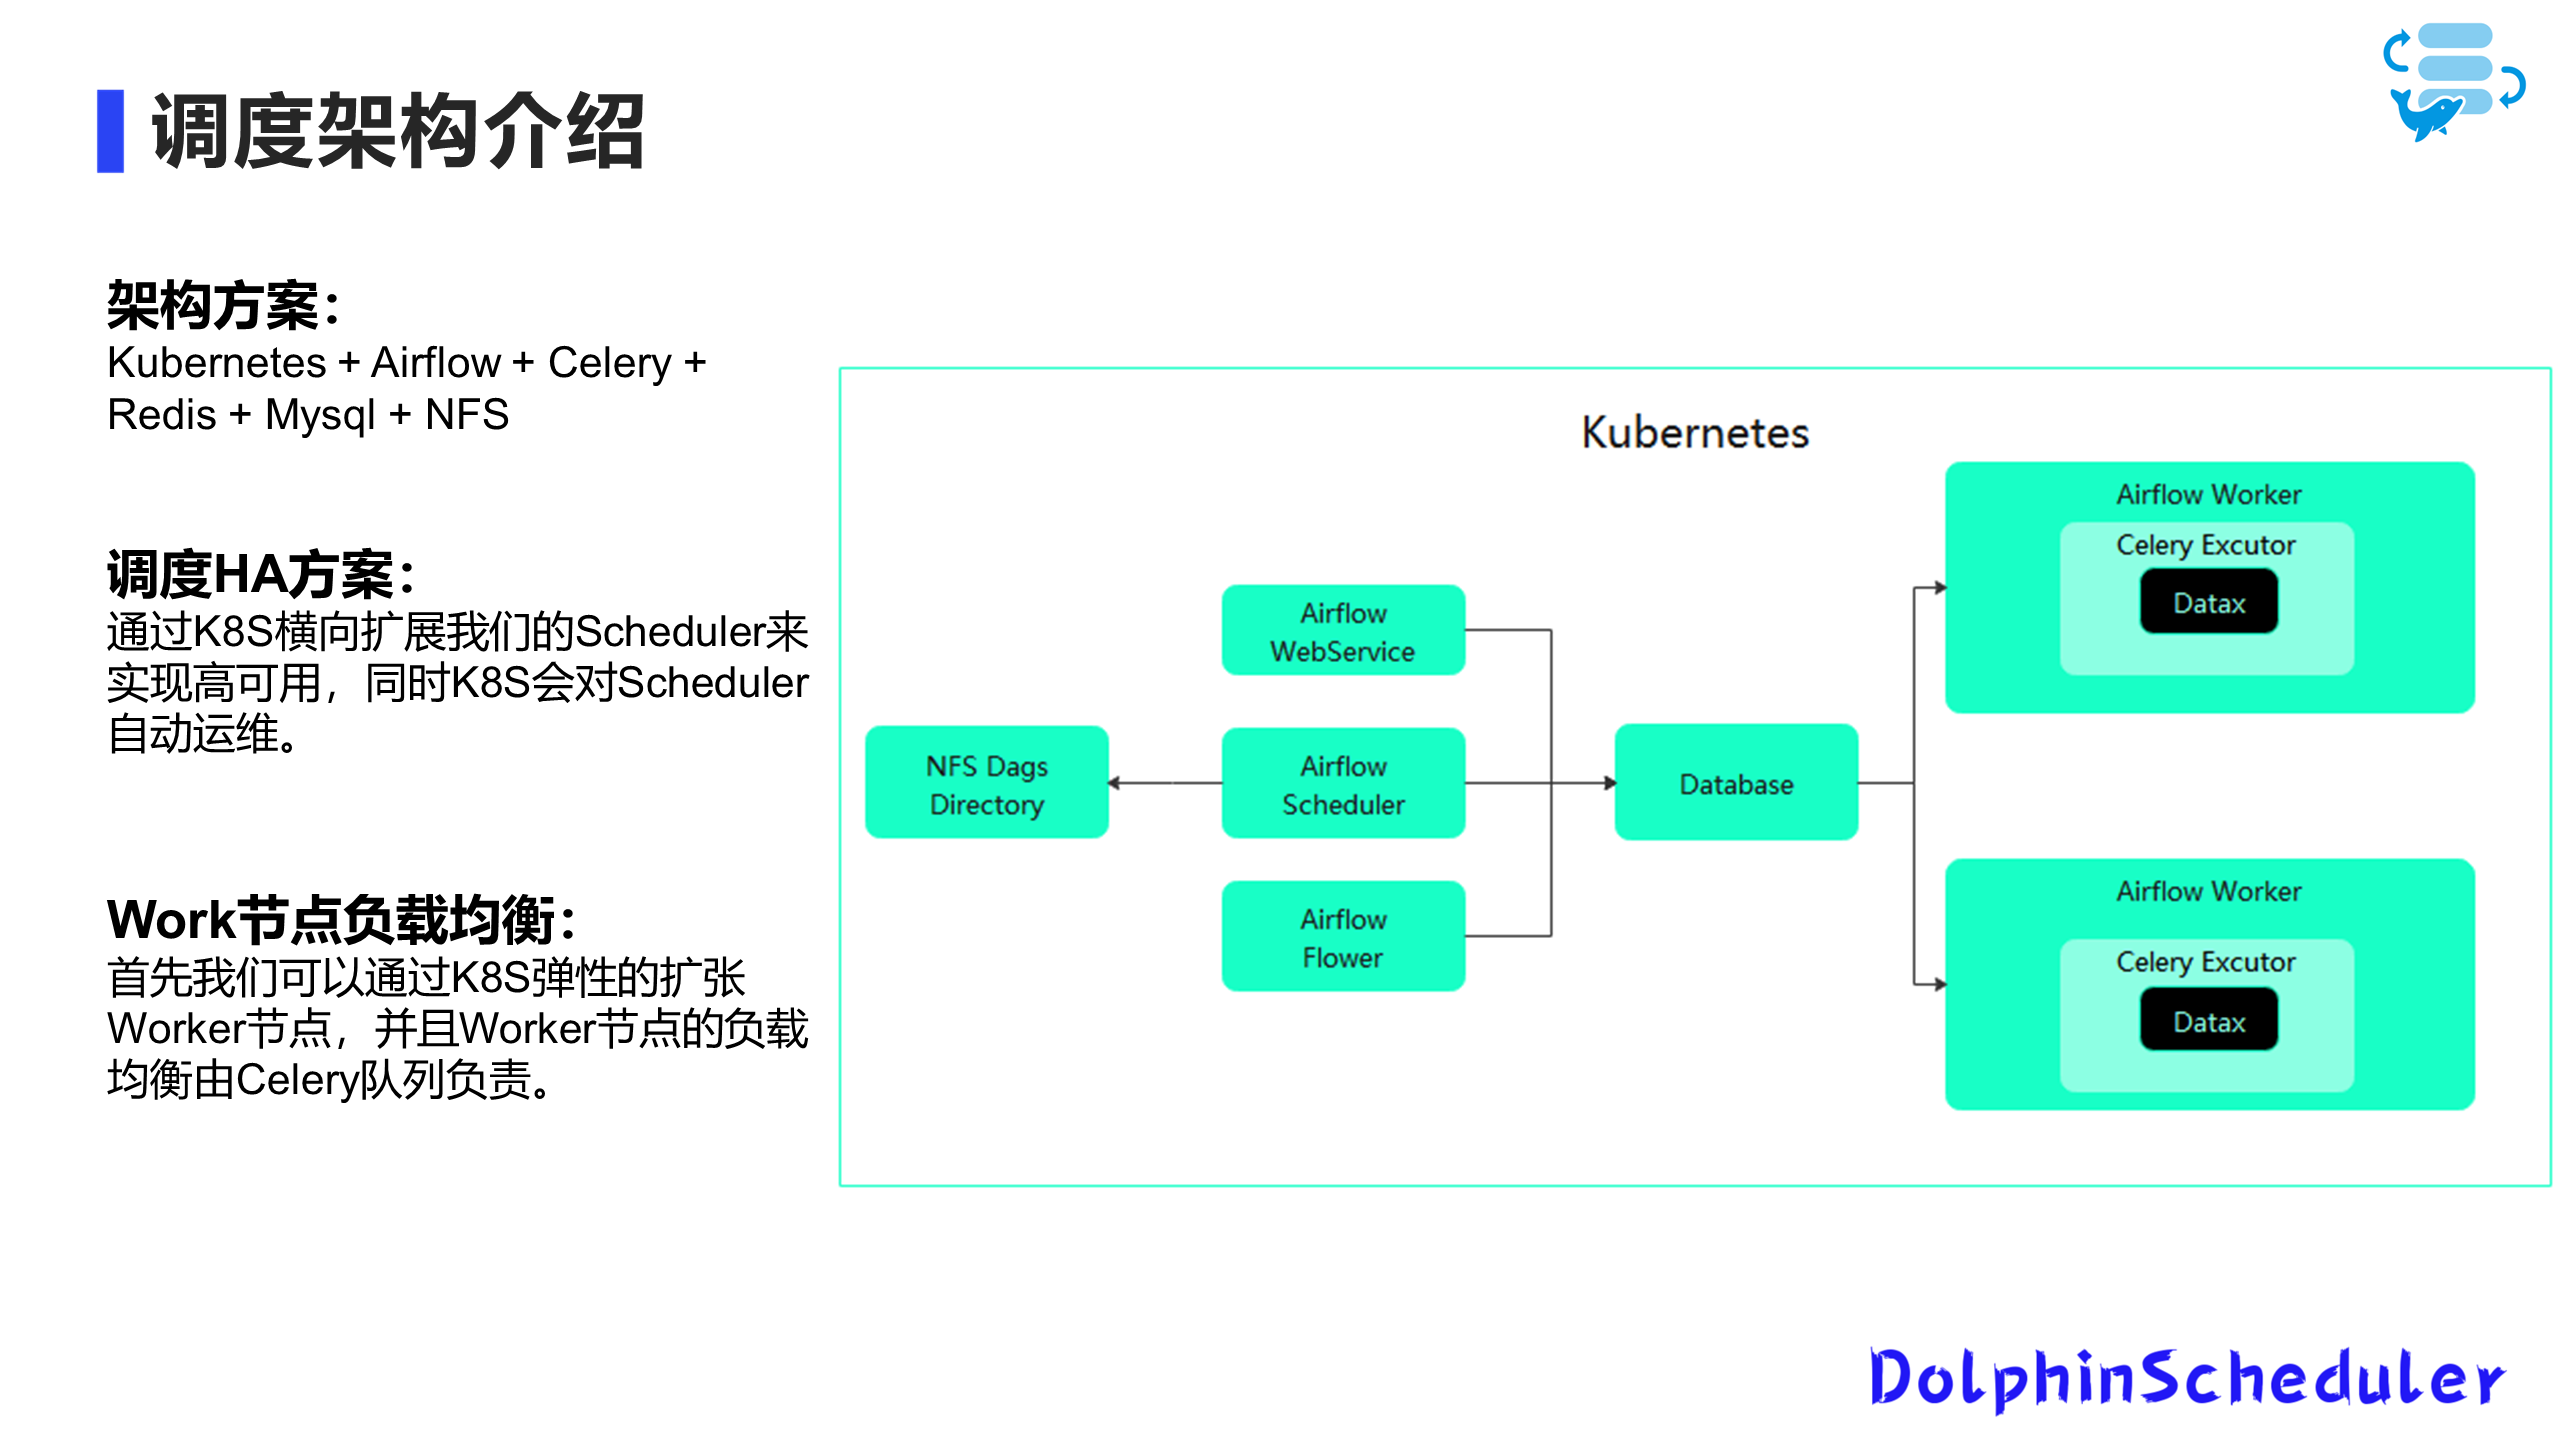 调度架构介绍
架构方案：
Kubernetes + Airflow + Celery +
Redis + Mysql + NFS
调度HA方案：
通过K8S横向扩展我们的Scheduler来
实现高可用，同时K8S会对Scheduler
自动运维。
Work节点负载均衡：
首先我们可以通过K8S弹性的扩张
Worker节点，并且Worker节点的负载
均衡由Celery队列负责。
Kubernetes
NFS Dags
Directory
Airflow
WebService
Airflow
Scheduler
Airflow
Flower
Database
Airflow Worker
Celery Excutor
Datax
Airflow Worker
Celery Excutor
Datax
DolphinScheduler